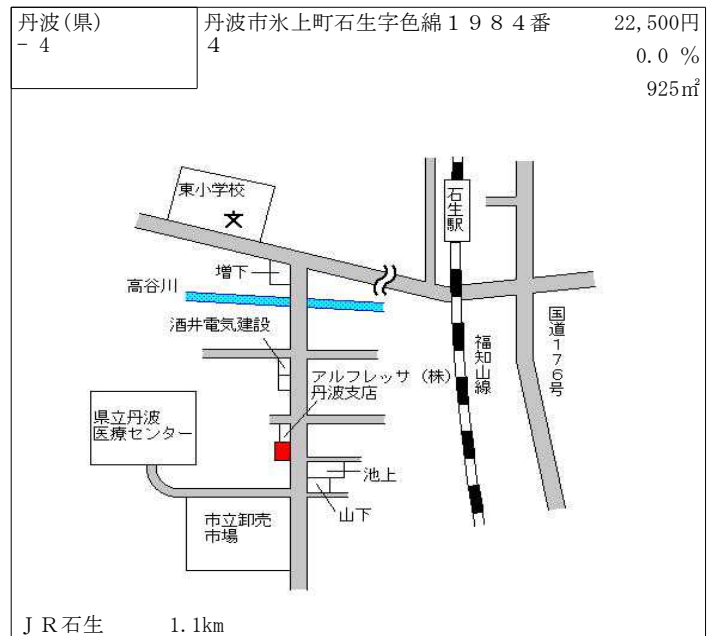 丹波(県)
- 4
丹波市氷上町石生字色綿１９８４番
4
22,500円
0.0 %
925㎡
東小学校
石生駅
増下
高谷川
酒井電気建設
アルフレッサ（株）
丹波支店
福知山線
国道176号
県立丹波
医療センター
池上
山下
市立卸売
市場
ＪＲ石生 1.1km